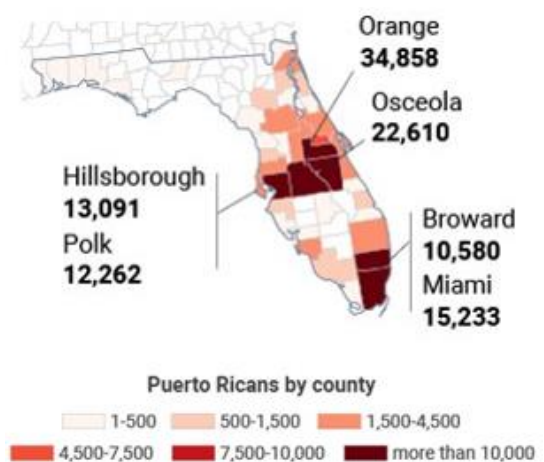 Orange
34,858
Osceola
22,610
Hillsborough
13,091
Polk
12,262
Broward
10,580
Miami
15,233
Puerto Ricans by county
1-500 500-1,500 1,500-4,500
4,500-7,500 7,500-10,000 more than 10,000